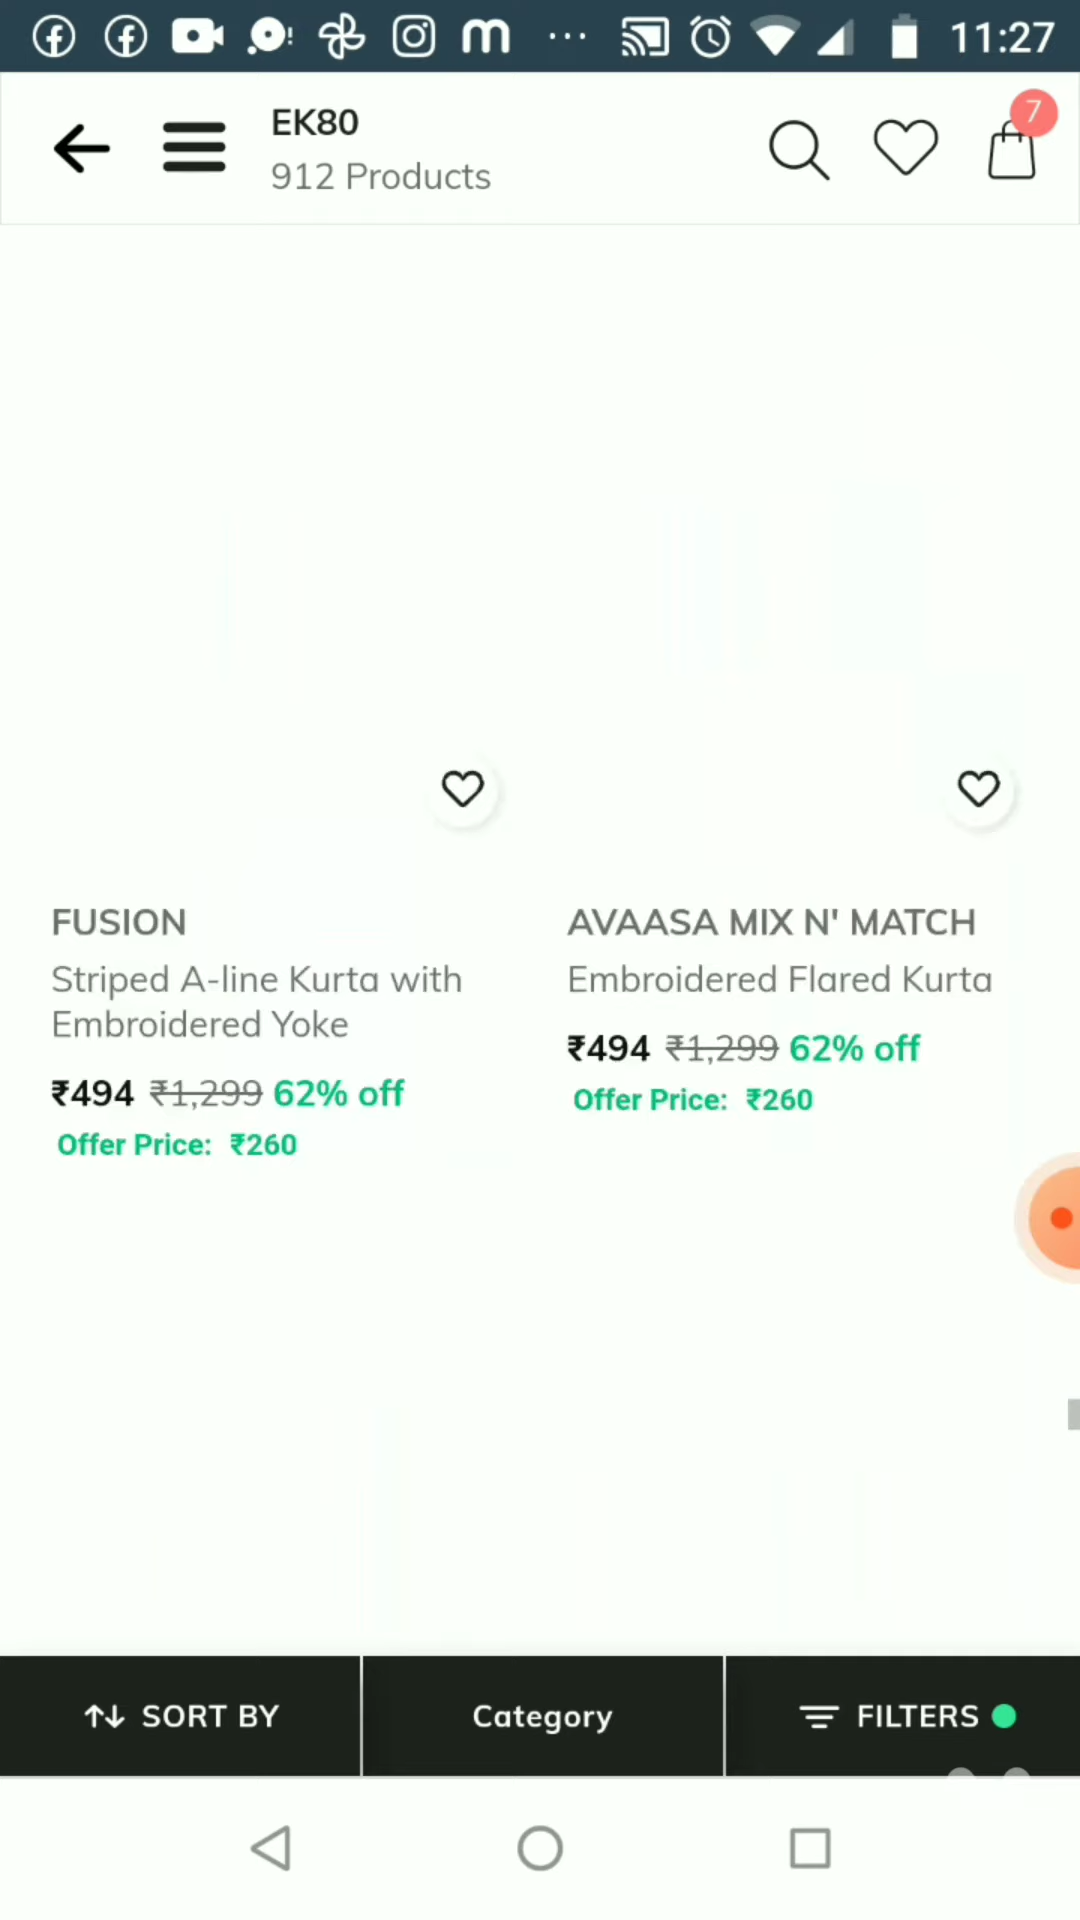 11:27
EK80
912 Products
7
FUSION
Striped A-line Kurta with
Embroidered Yoke
₹494 ₹1,299 62% off
Offer Price: ₹260
AVAASA MIX N' MATCH
Embroidered Flared Kurta
₹494 ₹1,299 62% off
Offer Price: ₹260
SORT BY
Category
FILTERS